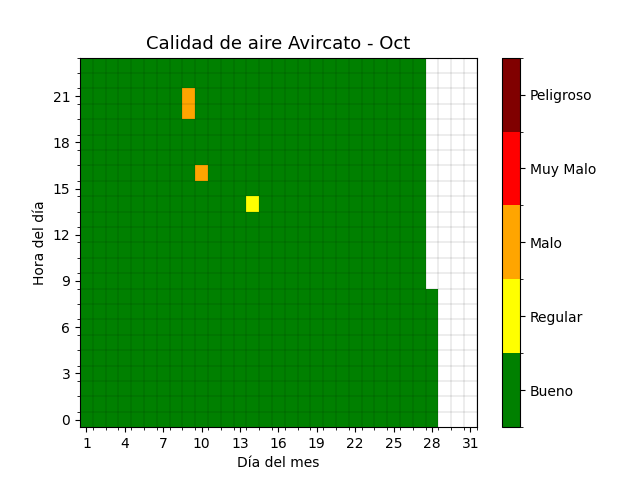 Calidad de aire Avircato - Oct
Hora del día
21
18
15
12
9
6
3
0
1 4 7 10 13 16 19 22 25 28 31
Día del mes
Peligroso
Muy Malo
Malo
Regular
Bueno